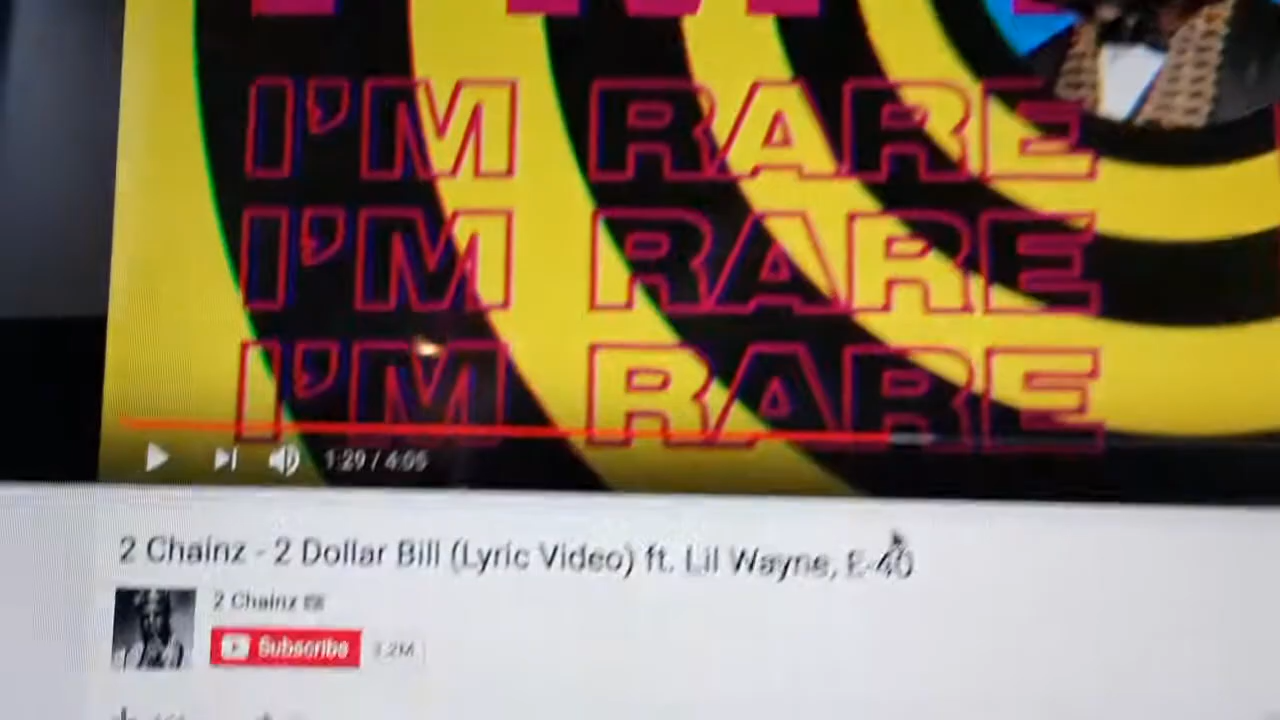 I'M RARE
I'M RARE
I'M RARE
1:29 / 4:05
2 Chainz - 2 Dollar Bill (Lyric Video) ft. Lil Wayne, E-40
2 Chainz
Subscribe